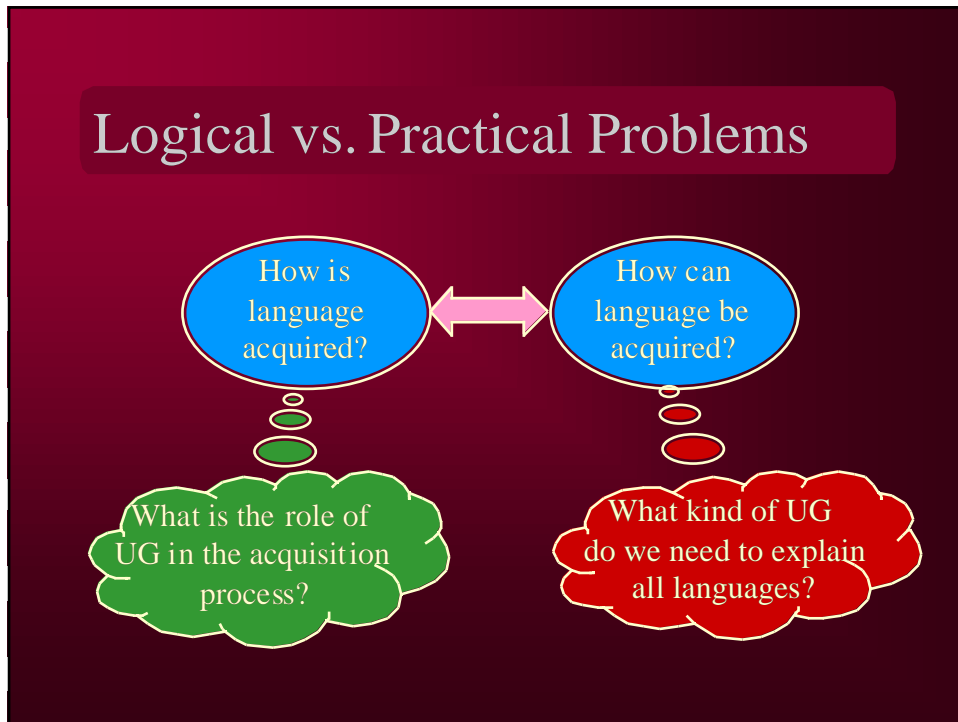 Logical vs. Practical Problems
How is
language
acquired?
How can
language be
acquired?
What is the role of
UG in the acquisition
process?
What kind of UG
do we need to explain
all languages?